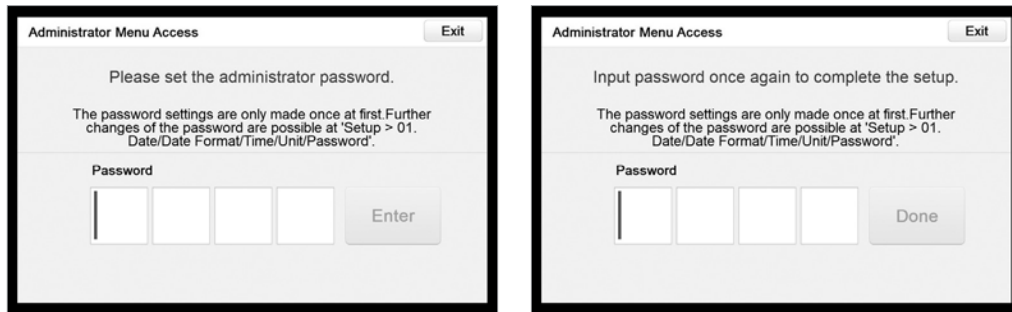 Administrator Menu Access
Exit
Please set the administrator password.
The password settings are only made once at first.Further
changes of the password are possible at 'Setup > 01.
Date/Date Format/Time/Unit/Password'.
Password
Enter
Administrator Menu Access
Exit
Input password once again to complete the setup.
The password settings are only made once at first.Further
changes of the password are possible at 'Setup > 01.
Date/Date Format/Time/Unit/Password'.
Password
Done